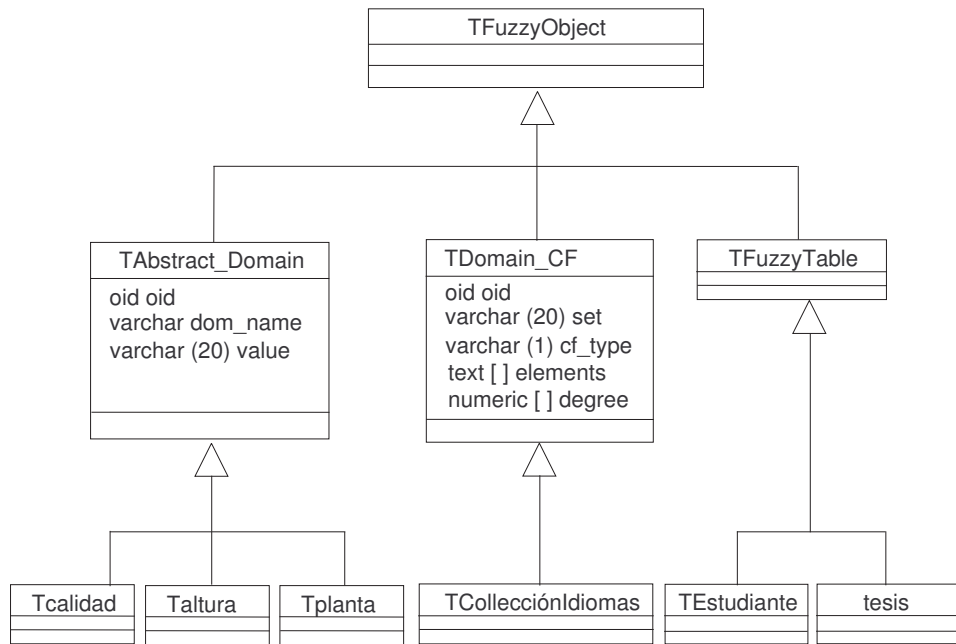 TFuzzyObject
TAbstract_Domain
oid oid
varchar dom_name
varchar (20) value
TDomain_CF
oid oid
varchar (20) set
varchar (1) cf_type
text [ ] elements
numeric [ ] degree
TFuzzyTable
Tcalidad
Taltura
Tplanta
TCollecciónIdiomas
TEstudiante
tesis